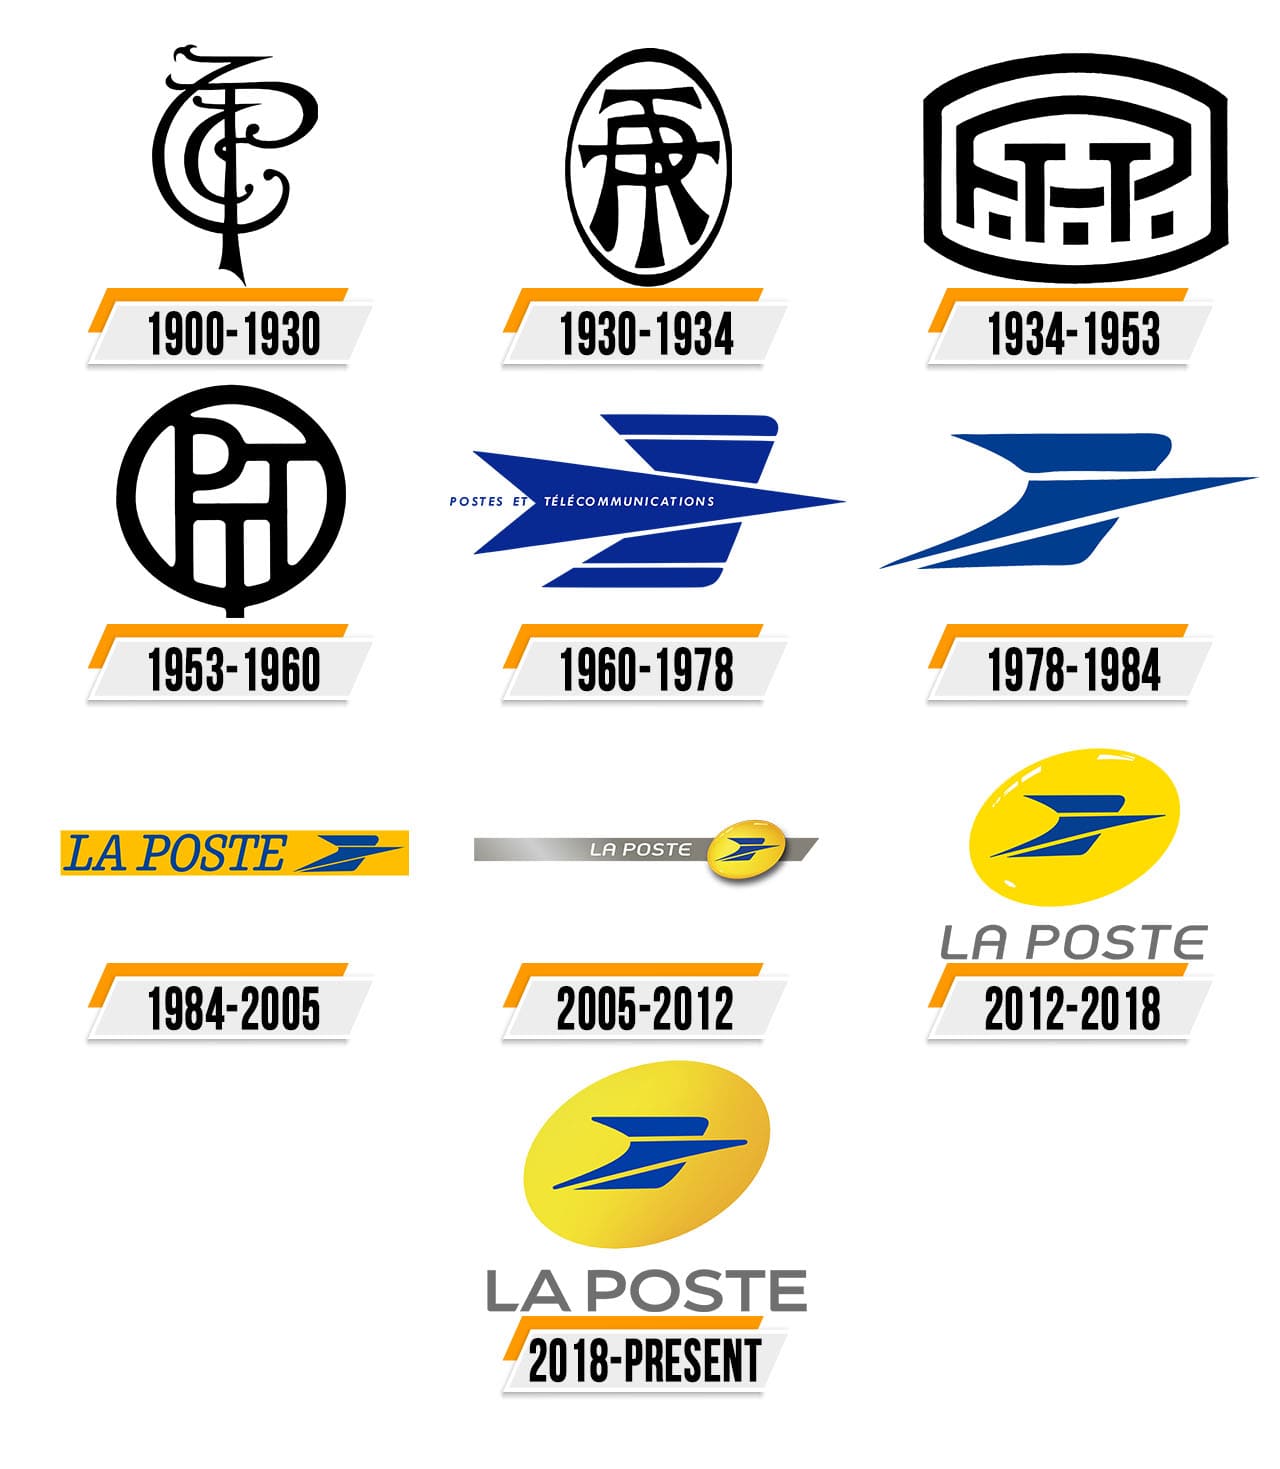 1900-1930
1930-1934
P.T.T.
1934-1953
PTT
1953-1960
POSTES ET TÉLÉCOMMUNICATIONS
1960-1978
1978-1984
LA POSTE
1984-2005
LA POSTE
2005-2012
LA POSTE
2012-2018
LA POSTE
2018-PRESENT